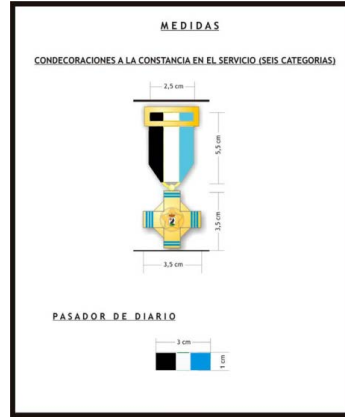 MEDIDAS
CONDECORACIONES A LA CONSTANCIA EN EL SERVICIO (SEIS CATEGORIAS)
2,5 cm
5,5 cm
3,5 cm
3,5 cm
PASADOR DE DIARIO
3 cm
1 cm